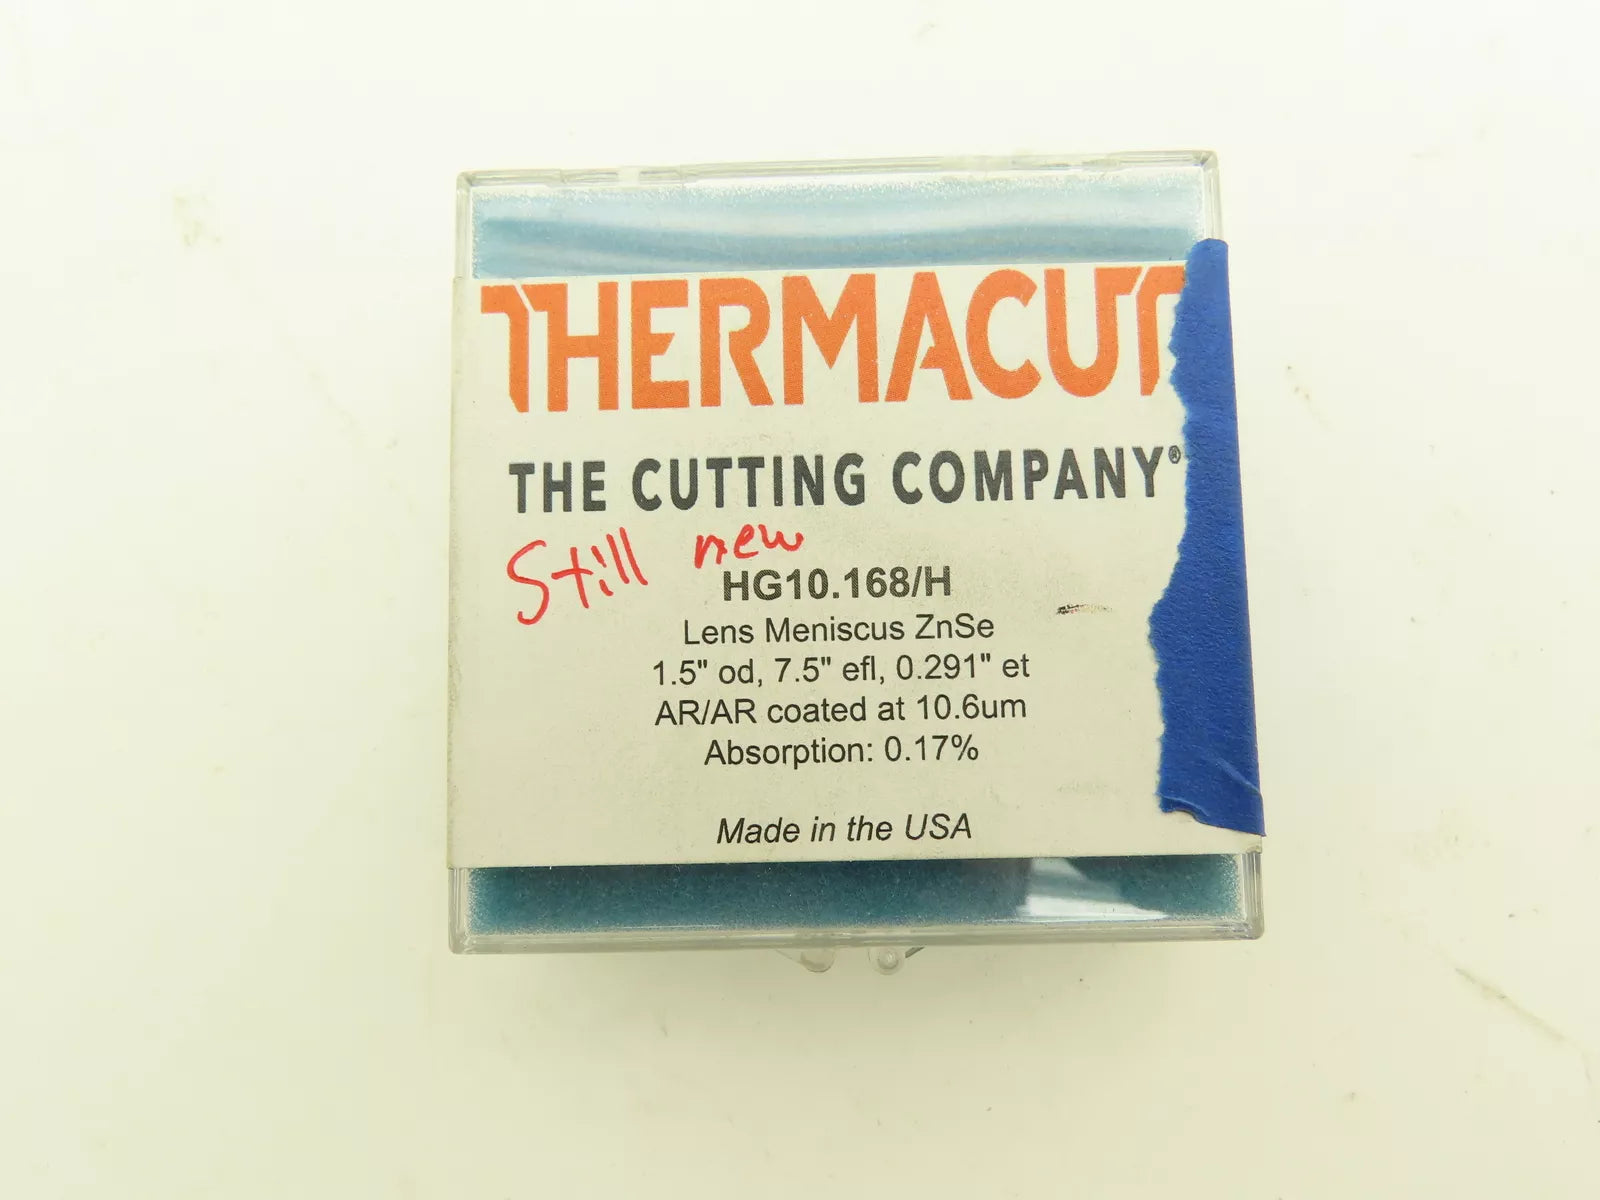 THERMACUT
THE CUTTING COMPANY®
Still new
HG10.168/H
Lens Meniscus ZnSe
1.5" od, 7.5" efl, 0.291" et
AR/AR coated at 10.6um
Absorption: 0.17%
Made in the USA